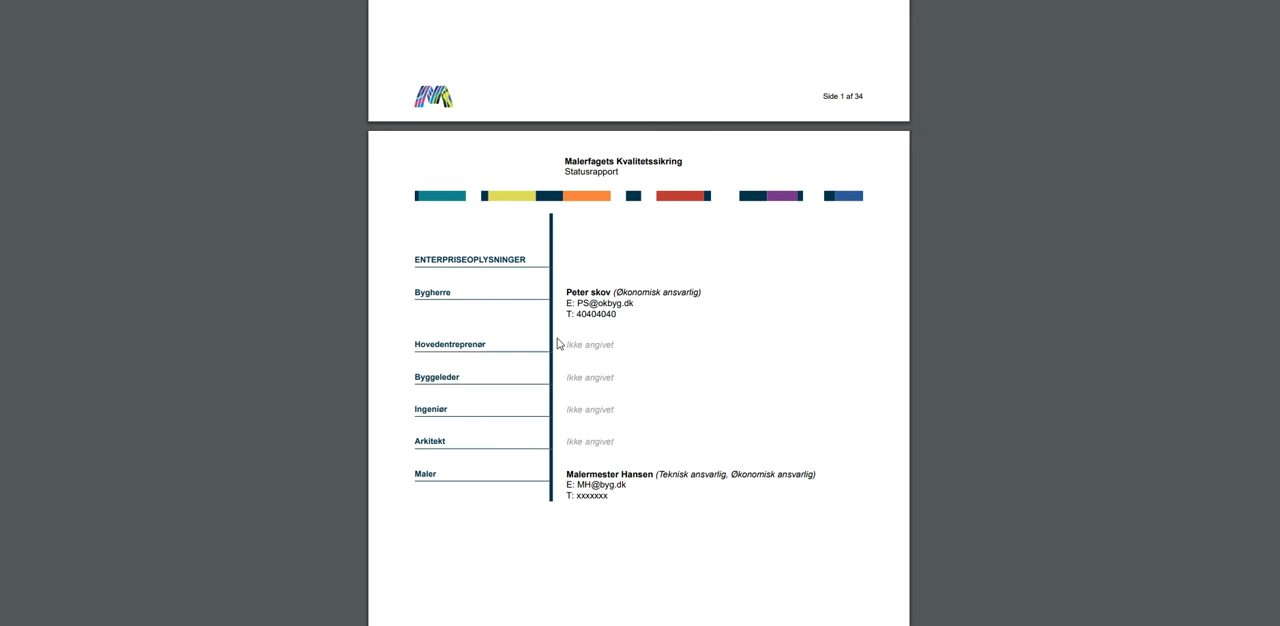 Side 1 af 34
Malerfagets Kvalitetssikring
Statusrapport
ENTERPRISEOPLYSNINGER
Bygherre
Peter skov (Økonomisk ansvarlig)
E: PS@okbyg.dk
T: 40404040
Hovedentreprenør
Ikke angivet
Byggeleder
Ikke angivet
Ingeniør
Ikke angivet
Arkitekt
Ikke angivet
Maler
Malermester Hansen (Teknisk ansvarlig, Økonomisk ansvarlig)
E: MH@byg.dk
T: xxxxxxx